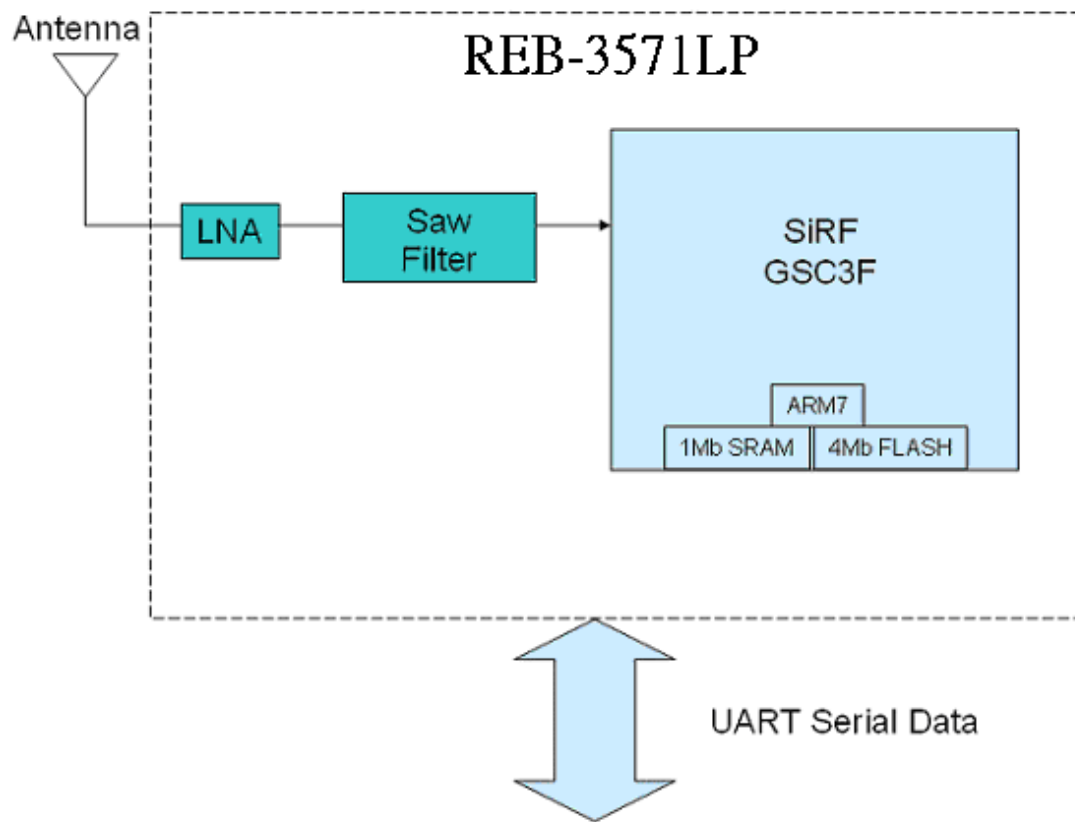 Antenna
REB-3571LP
LNA
Saw
Filter
SiRF
GSC3F
ARM7
1Mb SRAM
4Mb FLASH
UART Serial Data